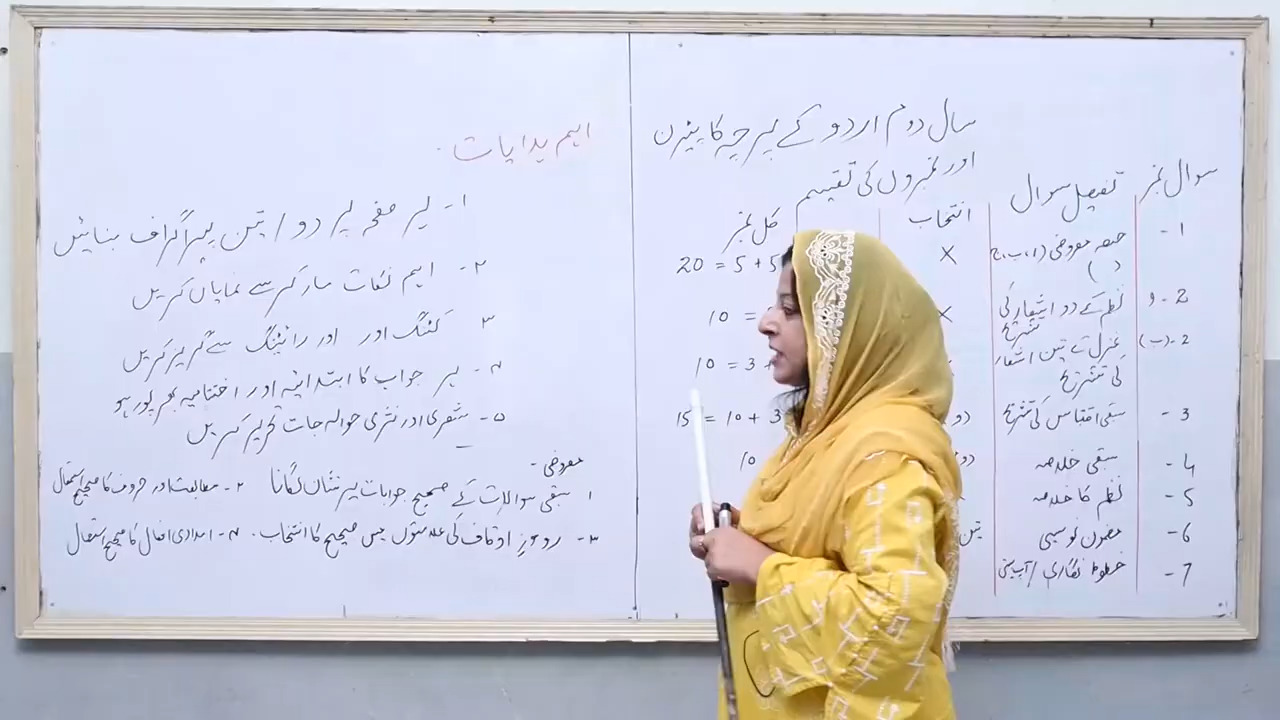 سال دوم اردو کے پرچہ کا پیٹرن
اور نمبروں کی تقسیم
سوال نمبر تفصیل سوال انتخاب کل نمبر
1- حصہ معروضی (ا، ب، ج) X 5 + 5 = 20
2- و نظم کے دو اشعار کی تشریح 10 =
2-(ب) غزل کے تین اشعار کی تشریح 3 = 10
3- سبقی اقتباس کی تشریح (دو 3 + 10 = 15
4- سبقی خلاصہ (دو 10
5- نظم کا خلاصہ
6- مضمون نویسی تین
7- خطوط نگاری / آپ بیتی
اہم ہدایات
۱- ہر صفحہ پر دو / تین پیراگراف بنائیں
۲- اہم نکات مارکر سے نمایاں کریں
۳ کٹنگ اور اور رائٹنگ سے گریز کریں
۴- ہر جواب کا ابتدائیہ اور اختتامیہ بھرپور ہو
۵- شعری اور نثری حوالہ جات تحریر کریں
معروضی-
۱ سبقی سوالات کے صحیح جوابات پر نشان لگانا ۲- مطابقت اور حروف کا صحیح استعمال
۳- رموز اوقاف کی علامتوں میں صحیح کا انتخاب. ۴- امدادی افعال کا صحیح استعمال